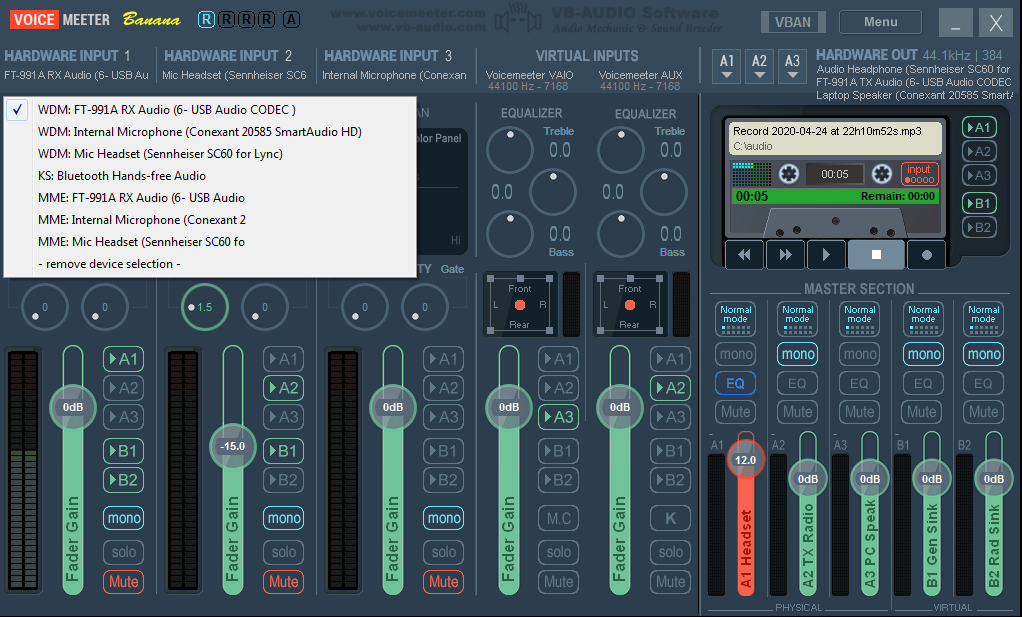 VOICE MEETER Banana R R R R A
www.voicemeeter.com
www.vb-audio.com
VB-AUDIO Software
Audio Mechanic & Sound Breeder
VBAN Menu _ X
HARDWARE INPUT 1
FT-991A RX Audio (6- USB Au
HARDWARE INPUT 2
Mic Headset (Sennheiser SC6
HARDWARE INPUT 3
Internal Microphone (Conexan
VIRTUAL INPUTS
Voicemeeter VAIO
44100 Hz - 7168
Voicemeeter AUX
44100 Hz - 7168
A1 A2 A3
HARDWARE OUT 44.1kHz | 384
Audio Headphone (Sennheiser SC60 for
FT-991A TX Audio (6- USB Audio CODEC
Laptop Speaker (Conexant 20585 SmartA
✓ WDM: FT-991A RX Audio (6- USB Audio CODEC )
WDM: Internal Microphone (Conexant 20585 SmartAudio HD)
WDM: Mic Headset (Sennheiser SC60 for Lync)
KS: Bluetooth Hands-free Audio
MME: FT-991A RX Audio (6- USB Audio
MME: Internal Microphone (Conexant 2
MME: Mic Headset (Sennheiser SC60 fo
- remove device selection -
AN
olor Panel
HI
TY Gate
0 0 1.5 0 0 0
EQUALIZER
Treble
0.0
0.0
0.0
Bass
EQUALIZER
Treble
0.0
0.0
0.0
Bass
Front
L R
Rear
Front
L R
Rear
Record 2020-04-24 at 22h10m52s.mp3
C:\audio
00:05
Input
00:05 Remain: 00:00
A1
A2
A3
B1
B2
0dB
Fader Gain
A1
A2
A3
B1
B2
mono
solo
Mute
-15.0
Fader Gain
A1
A2
A3
B1
B2
mono
solo
Mute
0dB
Fader Gain
A1
A2
A3
B1
B2
mono
solo
Mute
0dB
Fader Gain
A1
A2
A3
B1
B2
M.C
solo
Mute
0dB
Fader Gain
A1
A2
A3
B1
B2
K
solo
Mute
MASTER SECTION
Normal mode Normal mode Normal mode Normal mode Normal mode
mono mono mono mono mono
EQ EQ EQ EQ EQ
Mute Mute Mute Mute Mute
A1 A2 A3 B1 B2
12.0 0dB 0dB 0dB 0dB
A1 Headset
A2 TX Radio
A3 PC Speak
B1 Gen Sink
B2 Rad Sink
PHYSICAL VIRTUAL